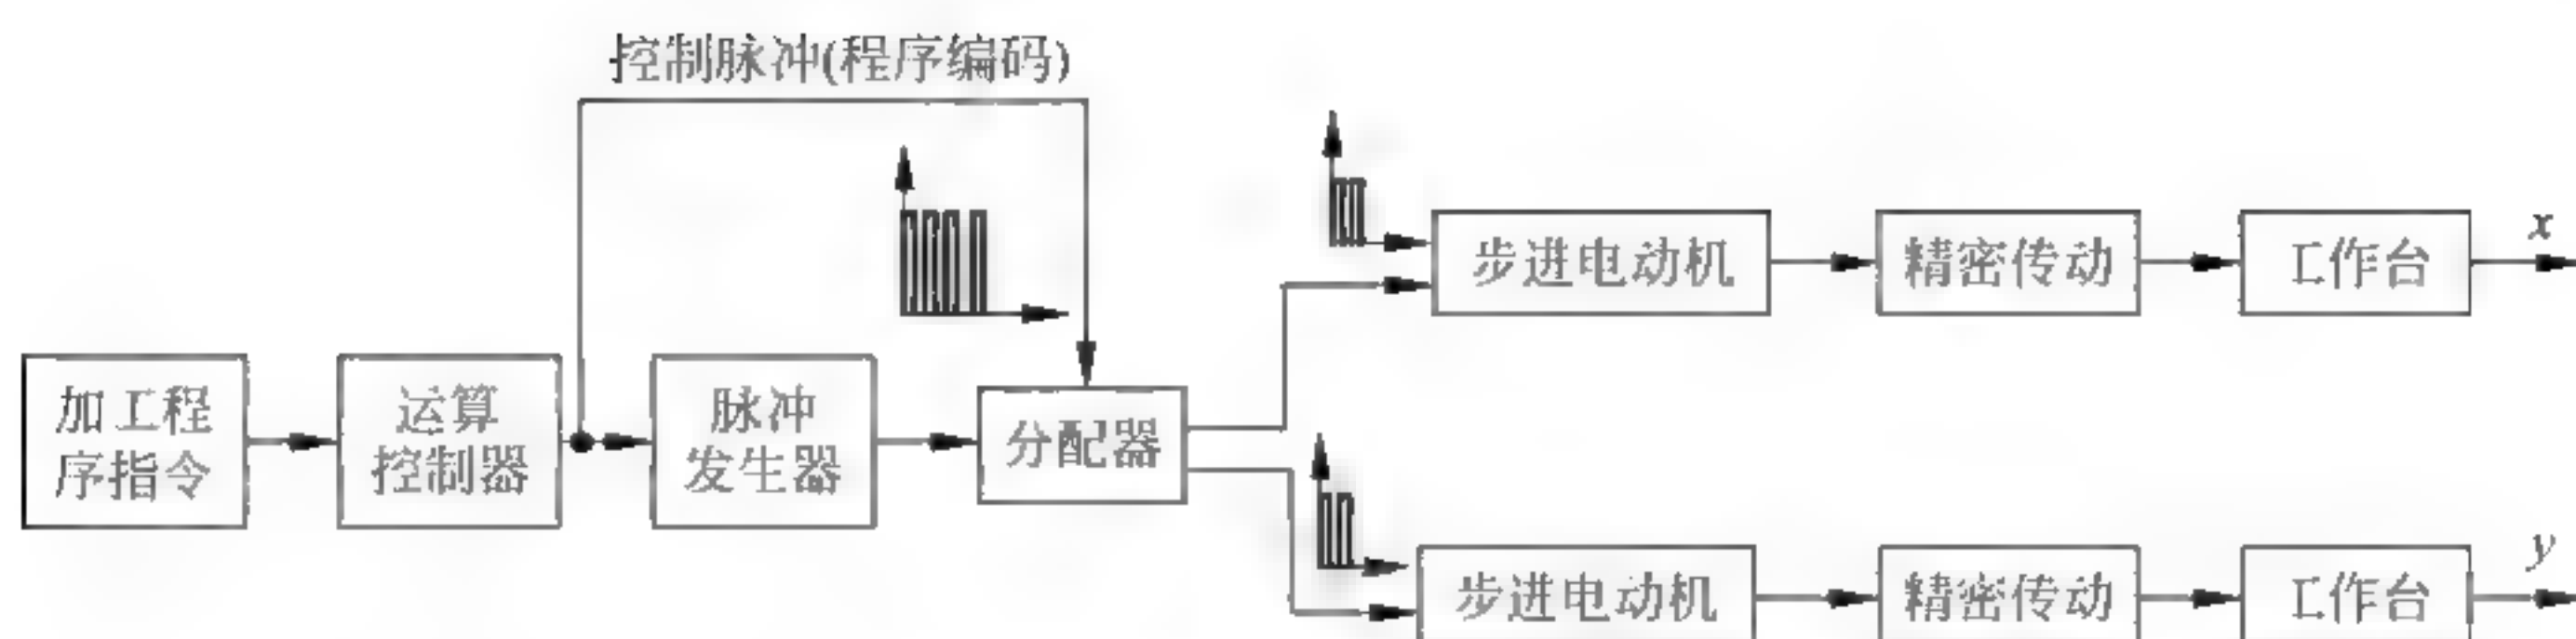 控制脉冲(程序编码)
步进电动机
精密传动
工作台
x
加工程
序指令
运算
控制器
脉冲
发生器
分配器
步进电动机
精密传动
工作台
y